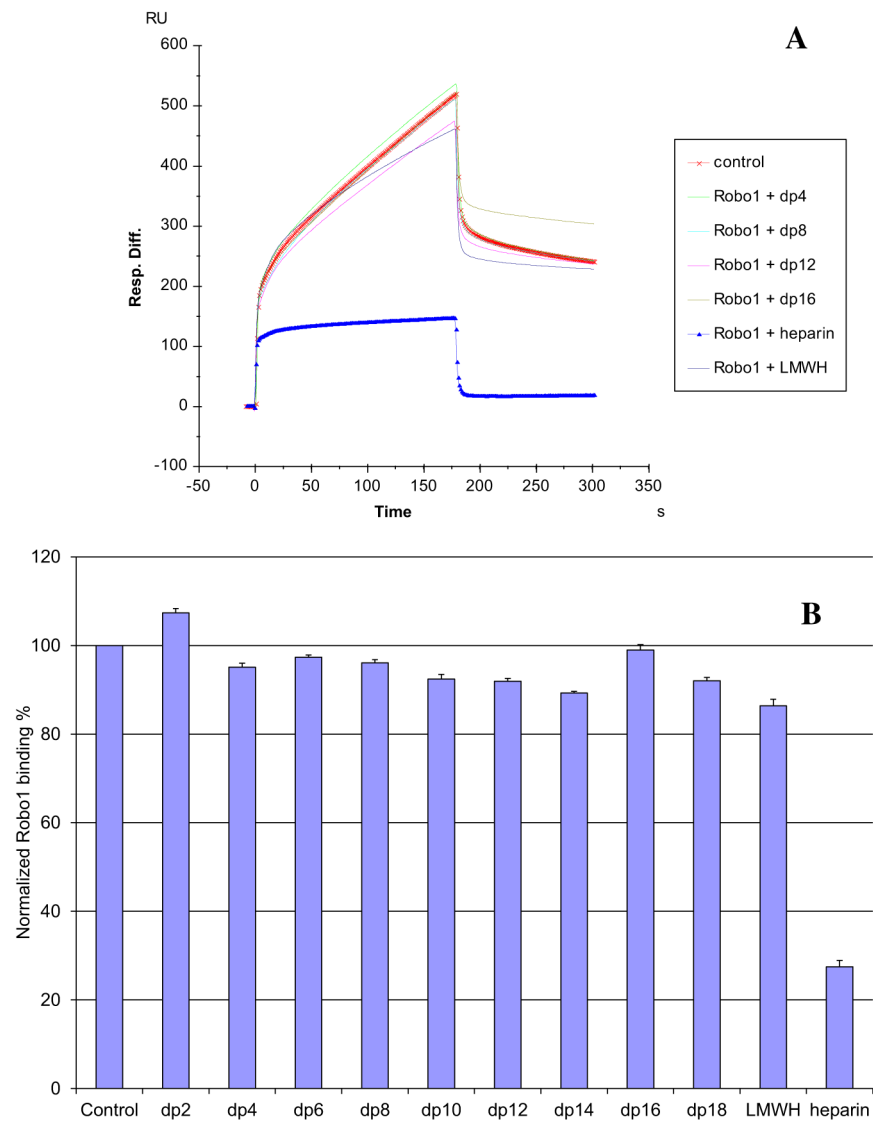 RU
A
600
500
400
300
200
100
0
-100
-50 0 50 100 150 200 250 300 350
Resp. Diff.
Time s
control
Robo1 + dp4
Robo1 + dp8
Robo1 + dp12
Robo1 + dp16
Robo1 + heparin
Robo1 + LMWH
B
120
100
80
60
40
20
0
Normalized Robo1 binding %
Control dp2 dp4 dp6 dp8 dp10 dp12 dp14 dp16 dp18 LMWH heparin